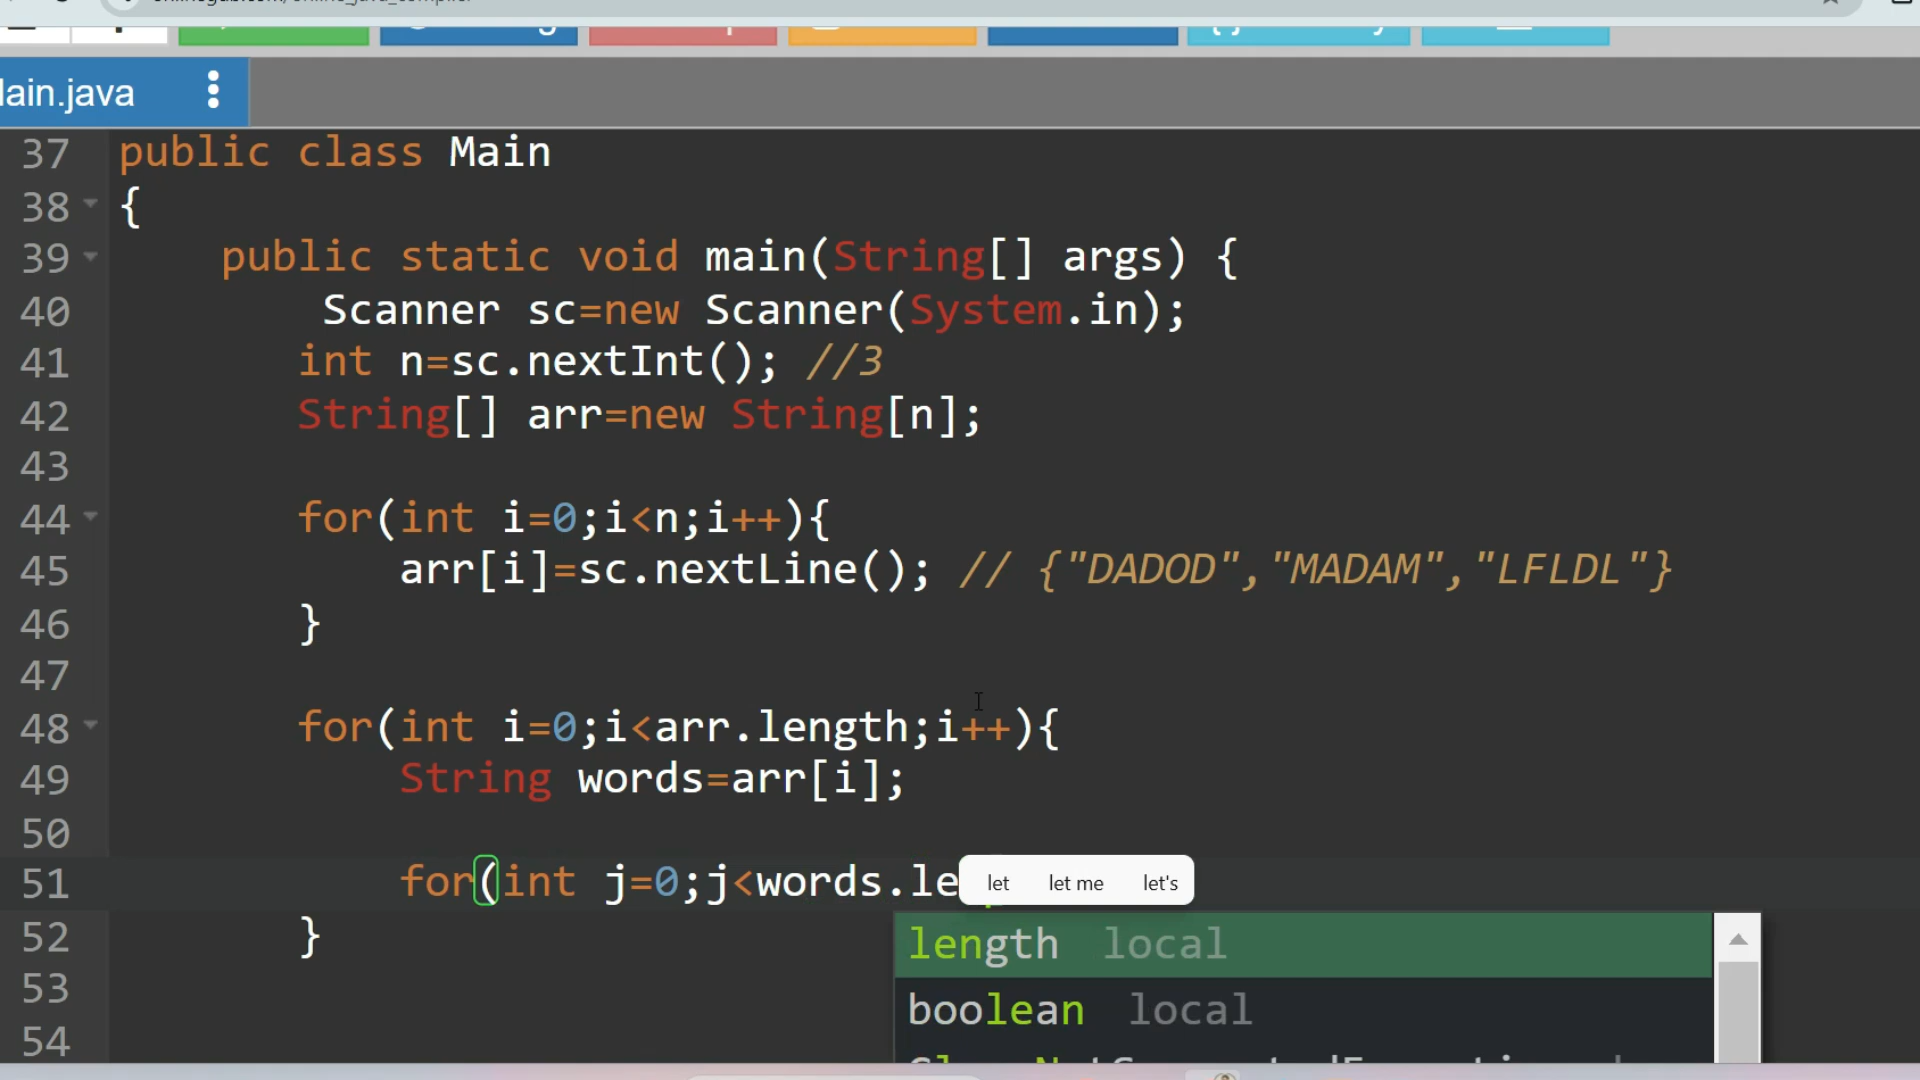 ain.java
37 public class Main
38 {
39 public static void main(String[] args) {
40 Scanner sc=new Scanner(System.in);
41 int n=sc.nextInt(); //3
42 String[] arr=new String[n];
43
44 for(int i=0;i<n;i++){
45 arr[i]=sc.nextLine(); // {"DADOD","MADAM","LFLDL"}
46 }
47
48 for(int i=0;i<arr.length;i++){
49 String words=arr[i];
50
51 for(int j=0;j<words.le
let let me let's
52 }
length local
53
boolean local
54